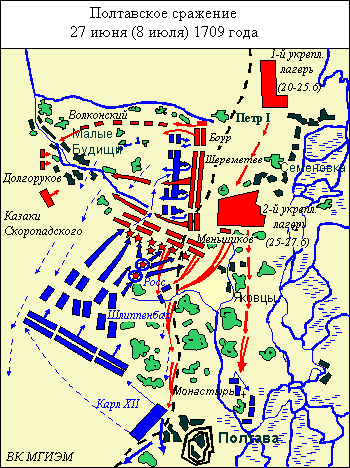 Полтавское сражение
27 июня (8 июля) 1709 года
1-й укрепл.
лагерь
(20-25.6)
Волконский
Петр I
Малые
Будищи
Боур
Шереметев
Семеновка
Долгоруков
2-й укрепл.
лагерь
(25-27.6)
Казаки
Скоропадского
Меньшиков
Росс
Яковцы
Шлиппенбах
Монастырь
Карл XII
Полтава
ВК МГИЭМ